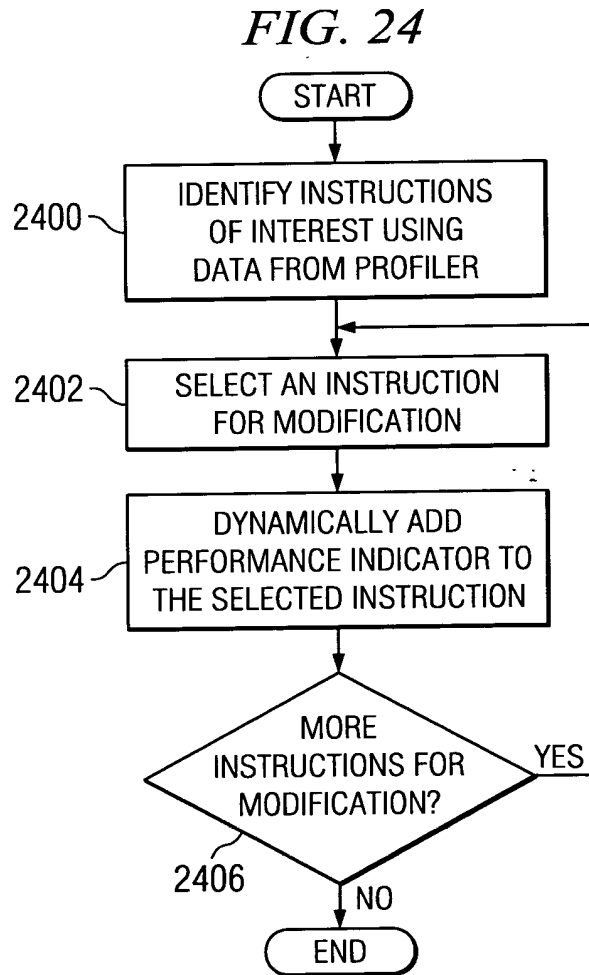 FIG. 24
START
2400
IDENTIFY INSTRUCTIONS
OF INTEREST USING
DATA FROM PROFILER
2402
SELECT AN INSTRUCTION
FOR MODIFICATION
2404
DYNAMICALLY ADD
PERFORMANCE INDICATOR TO
THE SELECTED INSTRUCTION
MORE
INSTRUCTIONS FOR
MODIFICATION?
YES
2406
NO
END